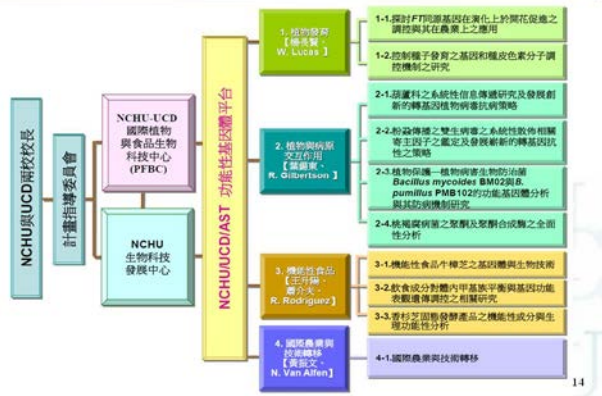 NCHU與UCD兩校校長
計畫指導委員會
NCHU-UCD
國際植物
與食品生物
科技中心
(PFBC)
NCHU
生物科技
發展中心
NCHU/UCD/AST 功能性基因體平台
1. 植物發育
【楊長賢、
W. Lucas】
1-1.探討FT同源基因在演化上於開花促進之
調控與其在農業上之應用
1-2.控制種子發育之基因和種皮色素分子調
控機制之研究
2. 植物與病原
交互作用
【葉錫東、
R. Gilbertson】
2-1.葫蘆科之系統性信息傳遞研究及發展創
新的轉基因植物病毒抗病策略
2-2.粉蝨傳播之雙生病毒之系統性散佈相關
寄主因子之鑑定及發展嶄新的轉基因抗
性之策略
2-3.植物保護—植物病害生物防治菌
Bacillus mycoides BM02與B.
pumillus PMB102的功能基因體分析
與其防病機制研究
2-4.桃褐腐病菌之聚酮及聚酮合成酶之全面
性分析
3. 機能性食品
【王升陽、
蕭介夫、
R. Rodriguez】
3-1.機能性食品牛樟芝之基因體與生物技術
3-2.飲食成分對體內甲基平衡與基因功能
表觀遺傳調控之相關研究
3-3.香杉芝固態發酵產品之機能性成分與生
理功能性分析
4. 國際農業與
技術移轉
【黃振文、
N. Van Alfen】
4-1.國際農業與技術移轉
14